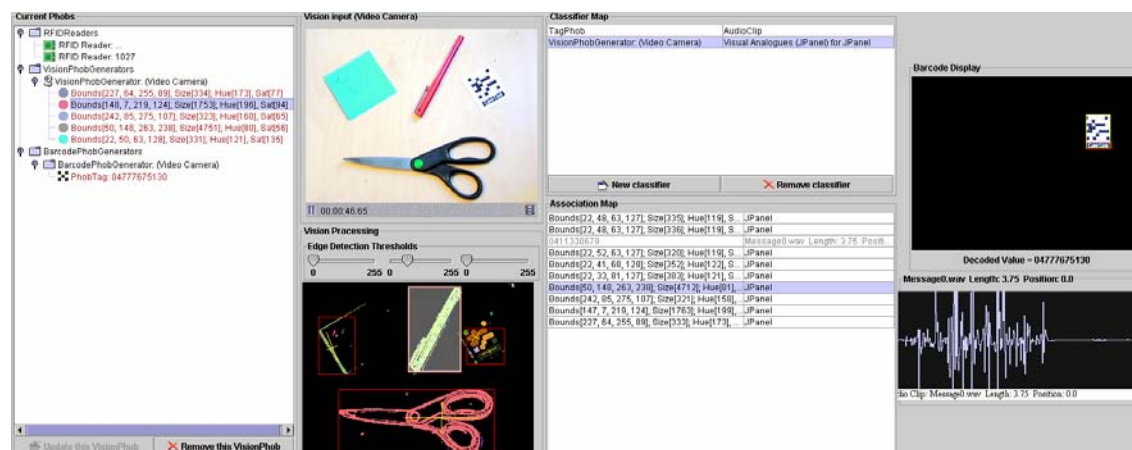 Current Phobs
RFIDReaders
RFID Reader: ...
RFID Reader: 1027
VisionPhobGenerators
VisionPhobGenerator: (Video Camera)
Bounds[227, 64, 255, 89], Size[334], Hue[173], Sat[77]
Bounds[148, 7, 219, 124], Size[1753], Hue[196], Sat[94]
Bounds[242, 85, 275, 107], Size[323], Hue[160], Sat[65]
Bounds[50, 148, 263, 238], Size[4751], Hue[80], Sat[56]
Bounds[22, 50, 63, 128], Size[331], Hue[121], Sat[135]
BarcodePhobGenerators
BarcodePhobGenerator: (Video Camera)
PhobTag: 04777675130
Update this VisionPhob
Remove this VisionPhob
Vision input (Video Camera)
00:00:46.65
Vision Processing
Edge Detection Thresholds
0 255 0 255 0 255
Classifier Map
TagPhob AudioClip
VisionPhobGenerator: (Video Camera) Visual Analogues (JPanel) for JPanel
New classifier
Remove classifier
Association Map
Bounds[22, 48, 63, 127], Size[335], Hue[119], S... JPanel
Bounds[22, 48, 63, 127], Size[336], Hue[119], S... JPanel
0411330679 Message0.wav Length: 3.75 Positi...
Bounds[22, 52, 63, 127], Size[320], Hue[119], S... JPanel
Bounds[22, 41, 68, 128], Size[352], Hue[122], S... JPanel
Bounds[22, 33, 81, 127], Size[383], Hue[121], S... JPanel
Bounds[50, 148, 263, 238], Size[4712], Hue[81],... JPanel
Bounds[242, 85, 275, 107], Size[321], Hue[158],... JPanel
Bounds[147, 7, 219, 124], Size[1763], Hue[199],... JPanel
Bounds[227, 64, 255, 89], Size[333], Hue[173], ... JPanel
Barcode Display
Decoded Value = 04777675130
Message0.wav Length: 3.75 Position: 0.0
Clip: Message0.wav Length: 3.75 Position: 0.0